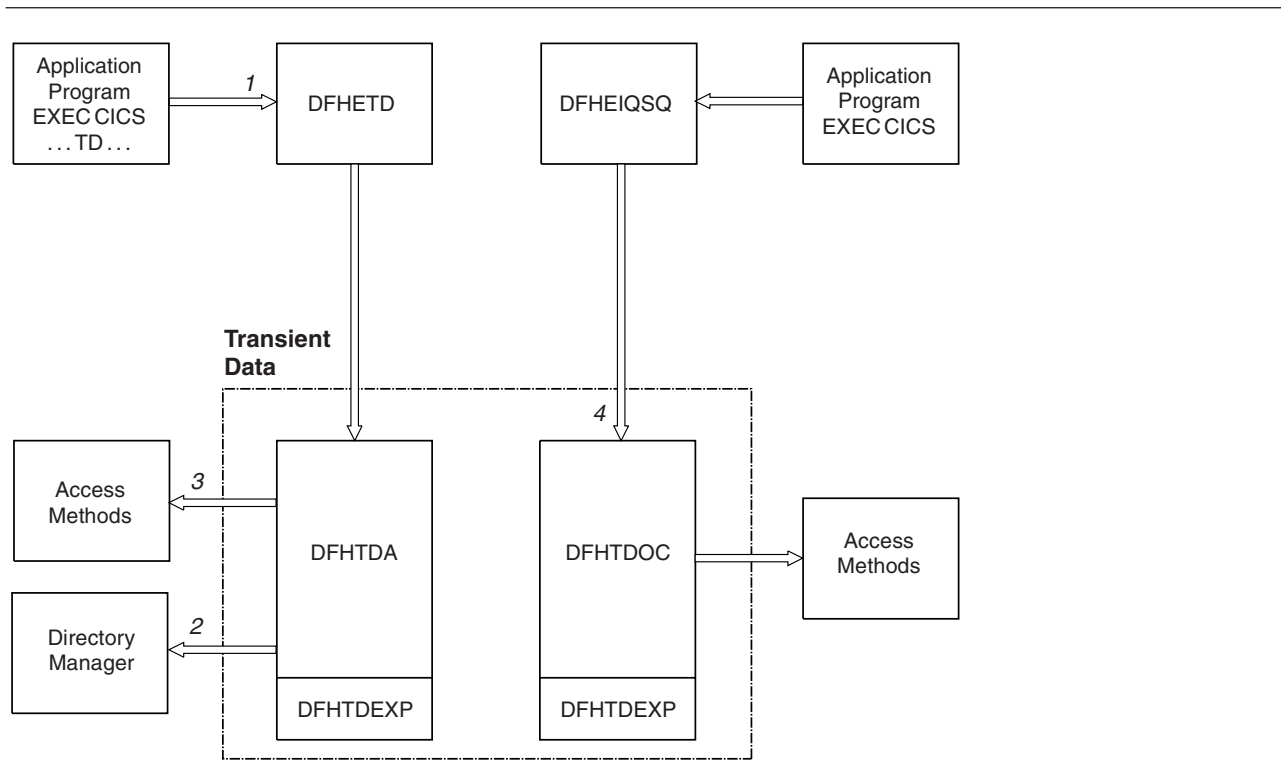 Application
Program
EXEC CICS
...TD...
1
DFHETD
DFHEIQSQ
Application
Program
EXEC CICS
Transient
Data
4
Access
Methods
3
DFHTDA
DFHTDOC
Access
Methods
Directory
Manager
2
DFHTDEXP
DFHTDEXP